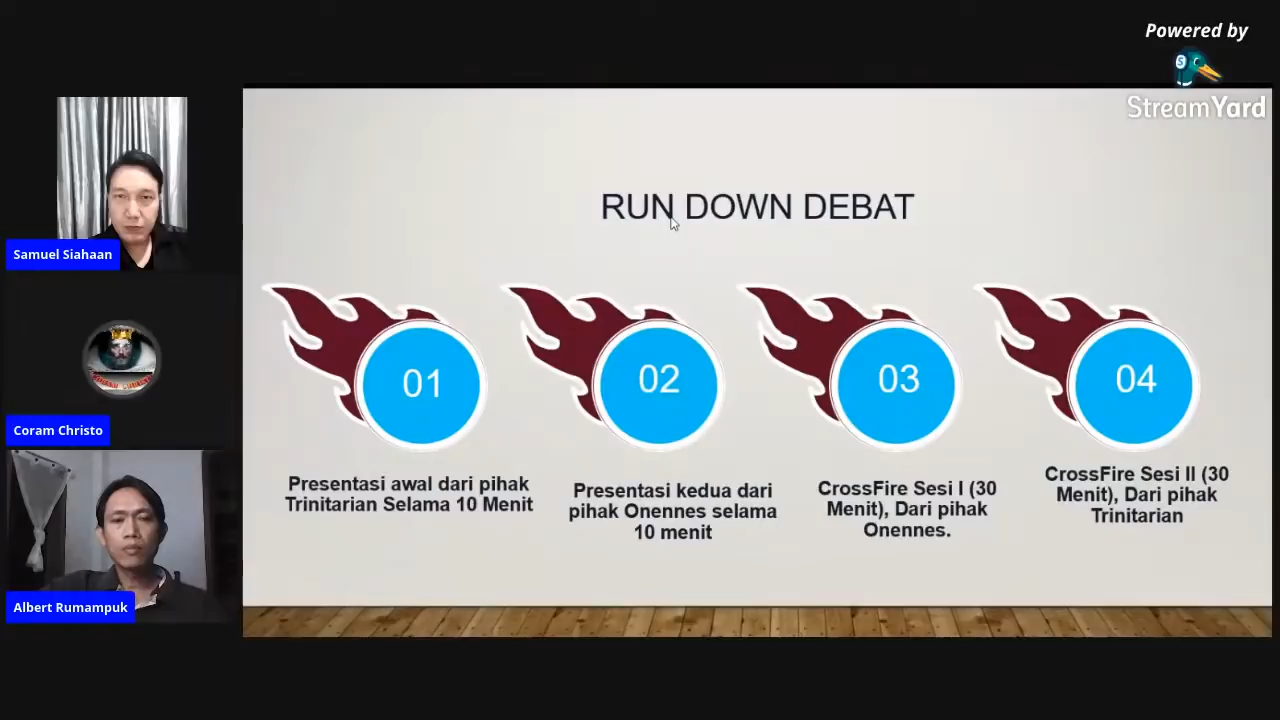 Powered by
StreamYard
Samuel Siahaan
Coram Christo
Albert Rumampuk
RUN DOWN DEBAT
01
Presentasi awal dari pihak
Trinitarian Selama 10 Menit
02
Presentasi kedua dari
pihak Onennes selama
10 menit
03
CrossFire Sesi I (30
Menit), Dari pihak
Onennes.
04
CrossFire Sesi II (30
Menit), Dari pihak
Trinitarian